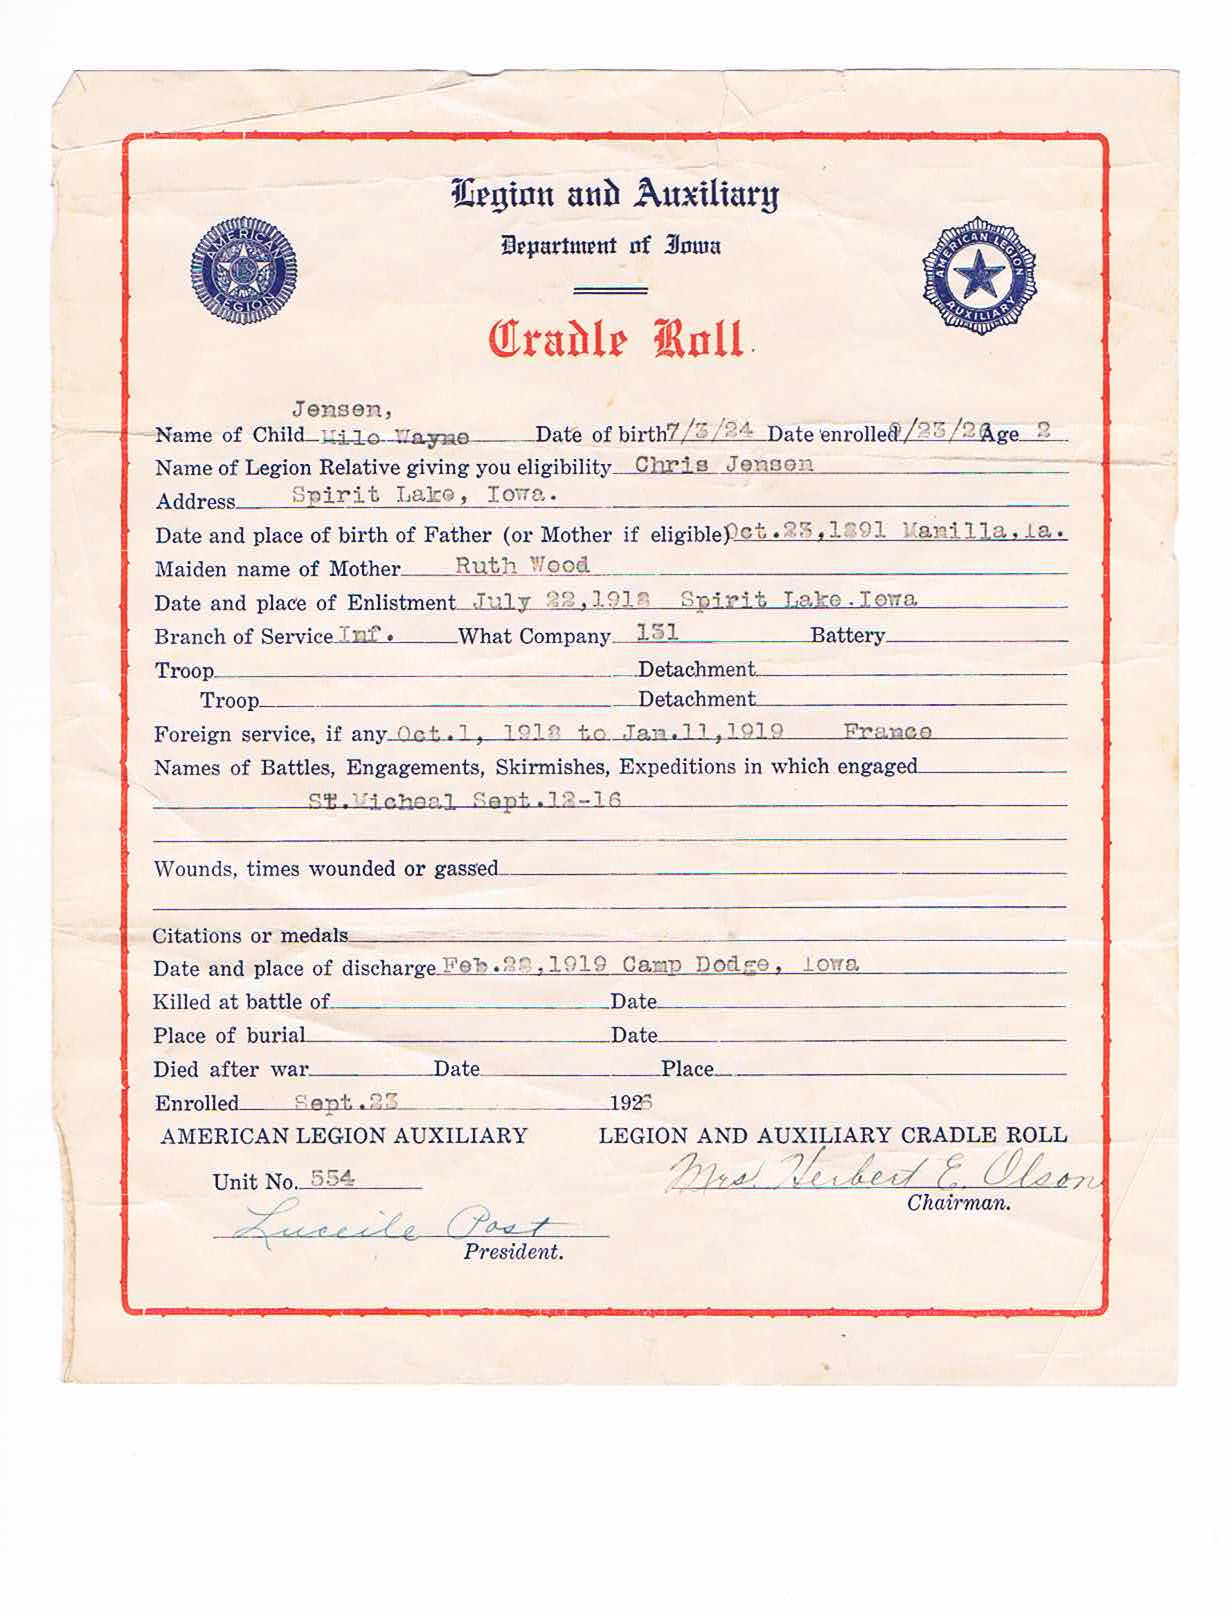 Legion and Auxiliary
Department of Iowa
AMERICAN LEGION
US
AMERICAN LEGION AUXILIARY
Cradle Roll.
Jensen,
Name of Child Milo Wayne Date of birth 7/3/24 Date enrolled 9/23/26 Age 2
Name of Legion Relative giving you eligibility Chris Jensen
Address Spirit Lake, Iowa.
Date and place of birth of Father (or Mother if eligible) Oct.23,1891 Manilla,Ia.
Maiden name of Mother Ruth Wood
Date and place of Enlistment July 22,1918 Spirit Lake.Iowa
Branch of Service Inf. What Company 131 Battery
Troop Detachment
Troop Detachment
Foreign service, if any Oct.1, 1918 to Jan.11,1919 France
Names of Battles, Engagements, Skirmishes, Expeditions in which engaged
St.Micheal Sept.12-16
Wounds, times wounded or gassed
Citations or medals
Date and place of discharge Feb.28,1919 Camp Dodge, Iowa
Killed at battle of Date
Place of burial Date
Died after war Date Place
Enrolled Sept.23 1926
AMERICAN LEGION AUXILIARY LEGION AND AUXILIARY CRADLE ROLL
Unit No. 554 Mrs. Herbert E. Olson
Chairman.
Luceile Post
President.